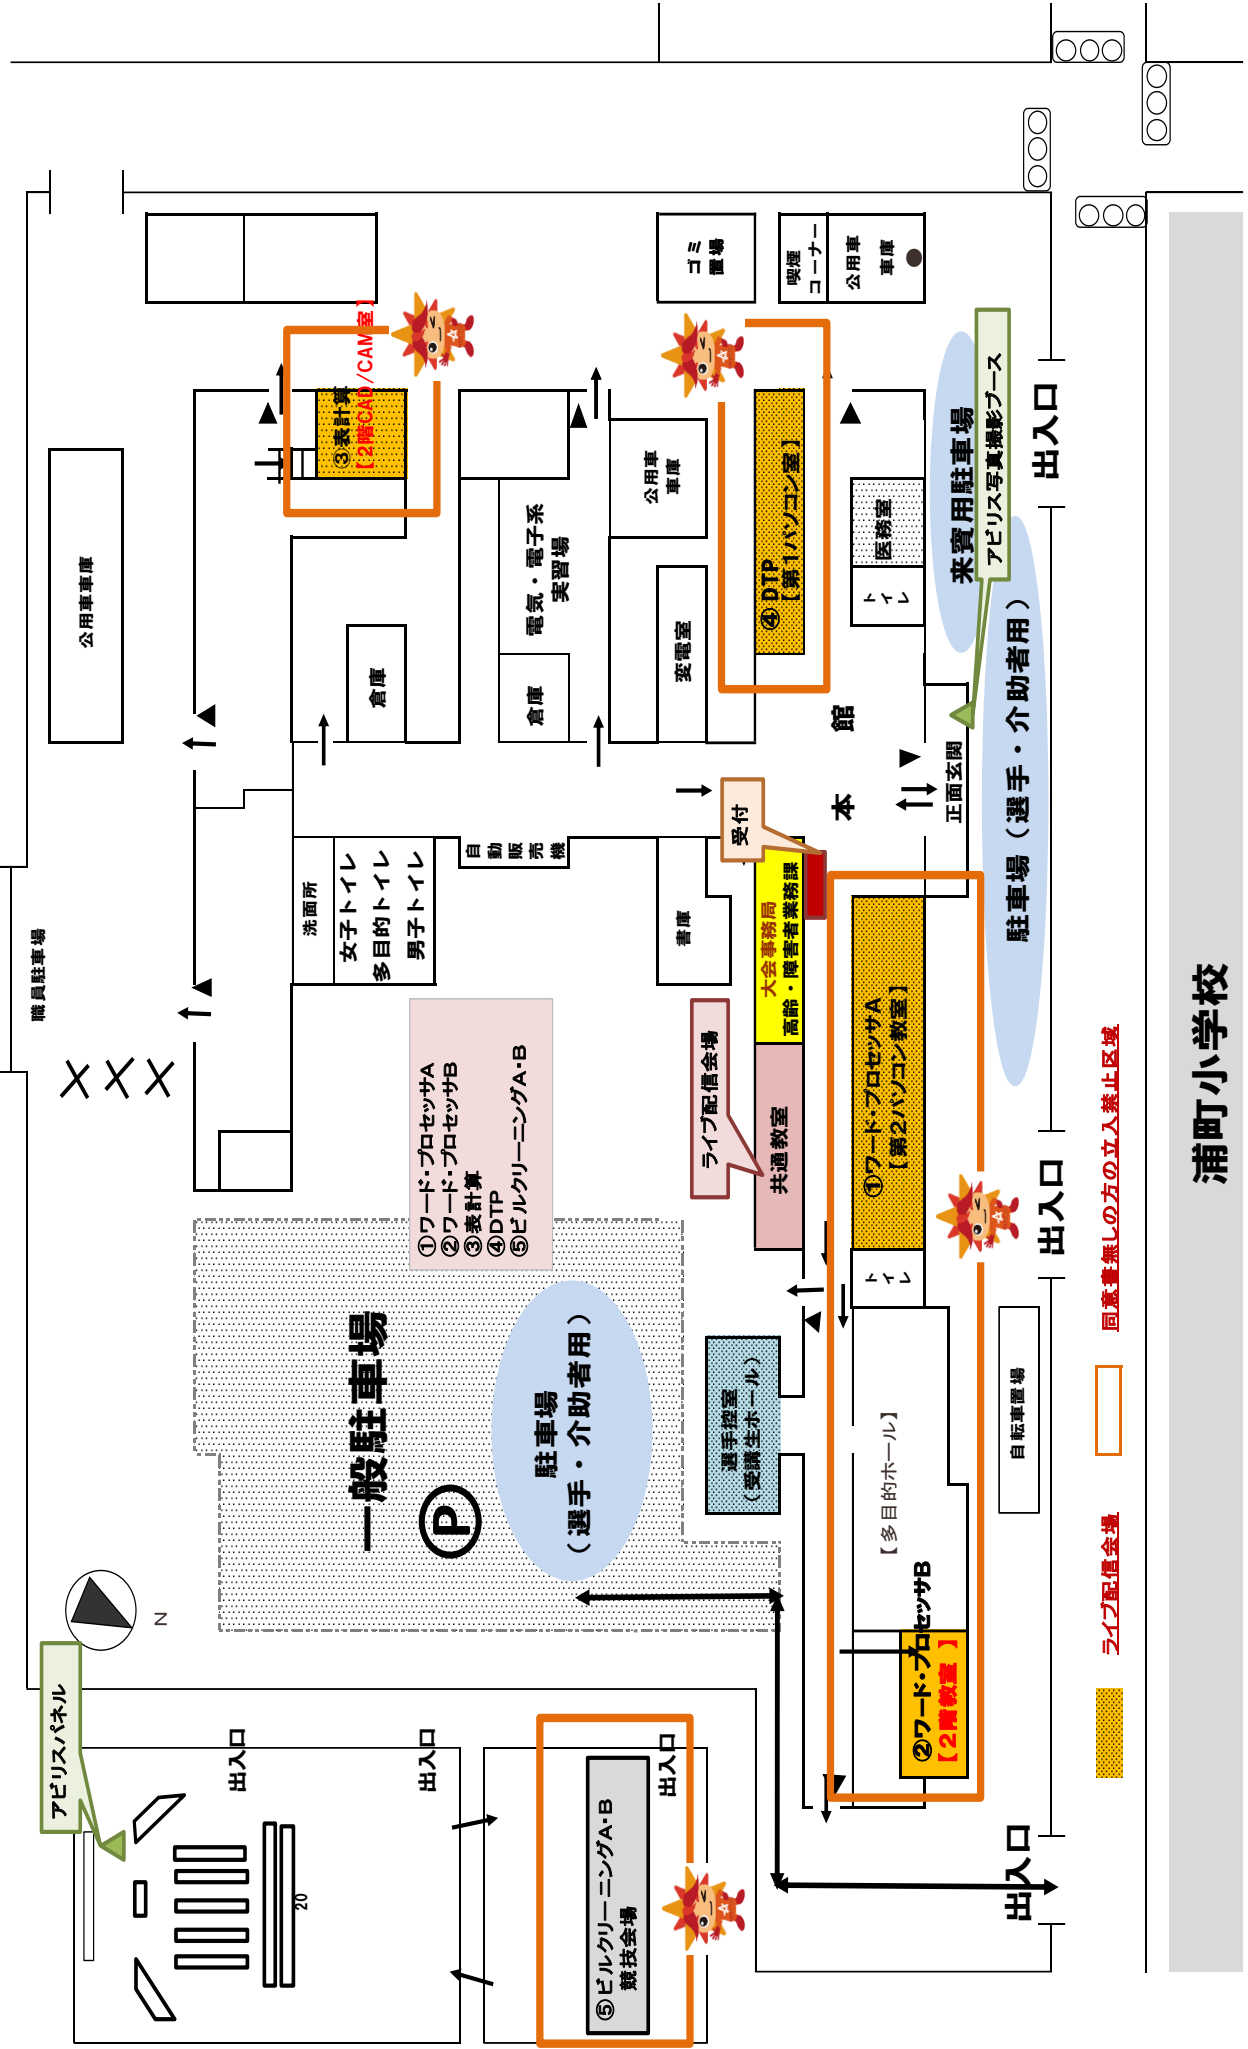 アビリスパネル
出入口
出入口
出入口
20
⑤ビルクリーニングA・B
競技会場
N
一般駐車場
P
駐車場
（選手・介助者用）
①ワード・プロセッサA
②ワード・プロセッサB
③表計算
④DTP
⑤ビルクリーニングA・B
選手控室
（受講生ホール）
【多目的ホール】
②ワード・プロセッサB
【2階教室 】
出入口
自転車置場
トイレ
出入口
ライブ配信会場
共通教室
①ワード・プロセッサA
【第2パソコン教室】
大会事務局
高齢・障害者業務課
受付
書庫
職員駐車場
洗面所
女子トイレ
多目的トイレ
男子トイレ
自動販売機
本館
正面玄関
駐車場（選手・介助者用）
来賓用駐車場
アビリス写真撮影ブース
出入口
公用車車庫
倉庫
倉庫
電気・電子系
実習場
変電室
公用車
車庫
③表計算
【2階CAD/CAM室】
④DTP
【第1パソコン室】
トイレ
医務室
ゴミ
置場
喫煙
コーナー
公用車
車庫
ライブ配信会場
同意書無しの方の立入禁止区域
浦町小学校